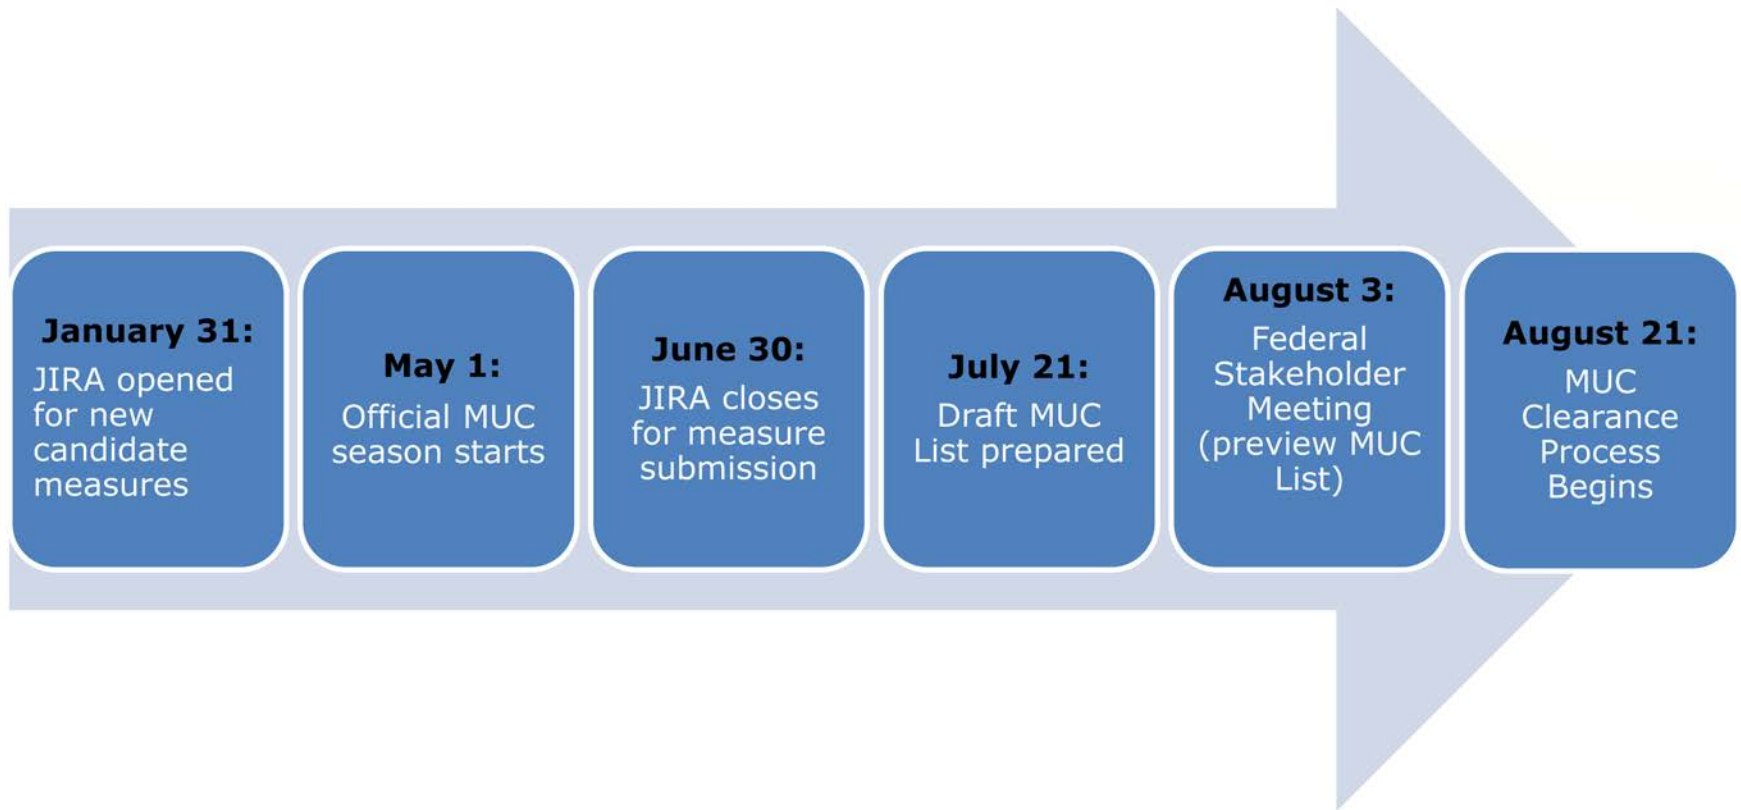 January 31:
JIRA opened
for new
candidate
measures
May 1:
Official MUC
season starts
June 30:
JIRA closes
for measure
submission
July 21:
Draft MUC
List prepared
August 3:
Federal
Stakeholder
Meeting
(preview MUC
List)
August 21:
MUC
Clearance
Process
Begins